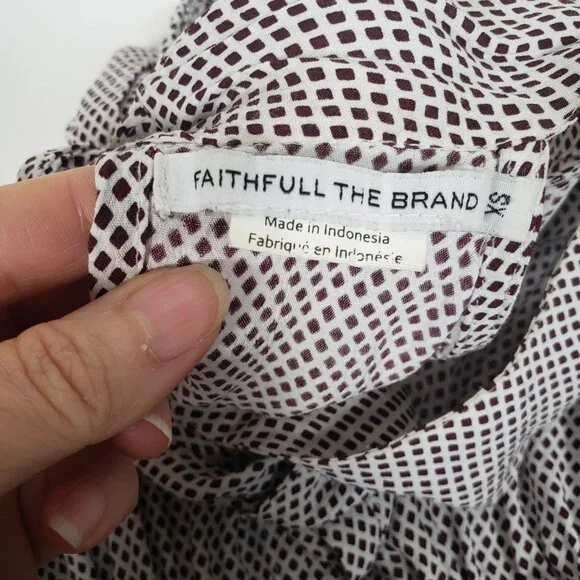 FAITHFULL THE BRAND
XS
Made in Indonesia
Fabriqué en Indonésie